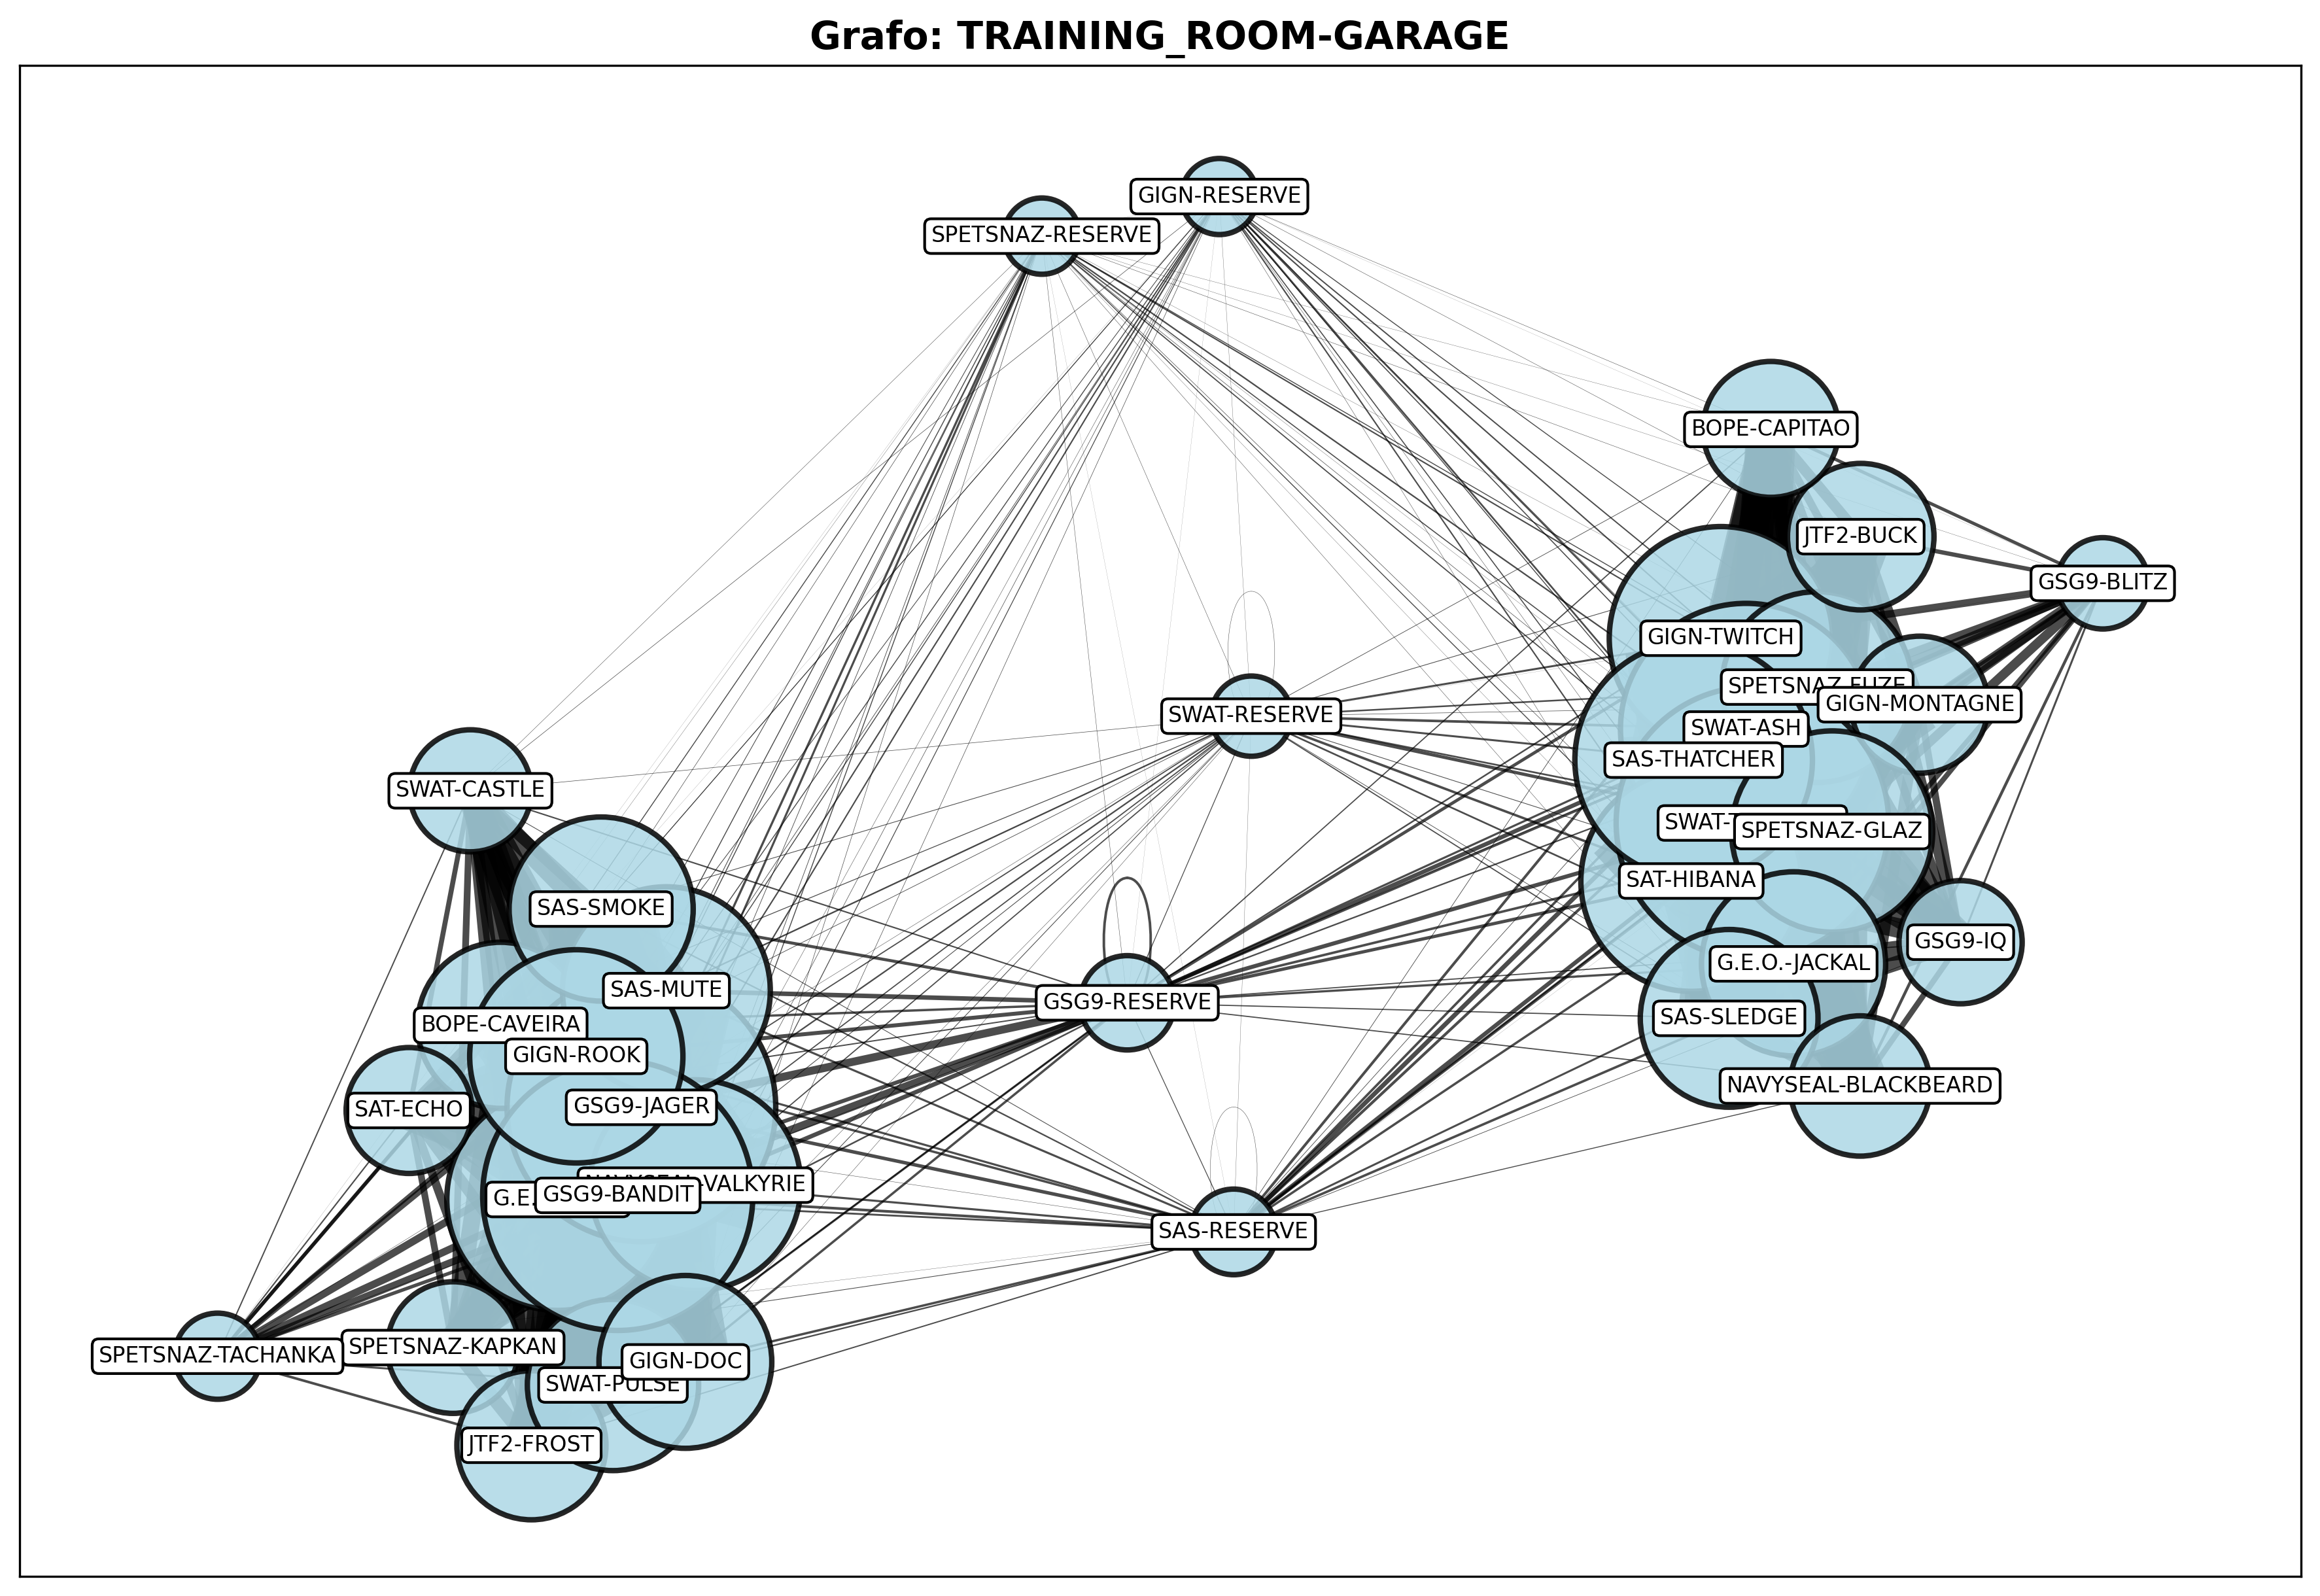 Grafo: TRAINING_ROOM-GARAGE
GIGN-RESERVE
SPETSNAZ-RESERVE
BOPE-CAPITAO
JTF2-BUCK
GSG9-BLITZ
GIGN-TWITCH
SPETSNAZ-FUZE
GIGN-MONTAGNE
SWAT-RESERVE
SWAT-ASH
SAS-THATCHER
SWAT-CASTLE
SWAT-T
SPETSNAZ-GLAZ
SAT-HIBANA
SAS-SMOKE
GSG9-IQ
G.E.O.-JACKAL
SAS-MUTE
GSG9-RESERVE
SAS-SLEDGE
BOPE-CAVEIRA
GIGN-ROOK
NAVYSEAL-BLACKBEARD
GSG9-JAGER
SAT-ECHO
NAVYSEAL-VALKYRIE
G.E.
GSG9-BANDIT
SAS-RESERVE
SPETSNAZ-KAPKAN
SPETSNAZ-TACHANKA
GIGN-DOC
SWAT-PULSE
JTF2-FROST